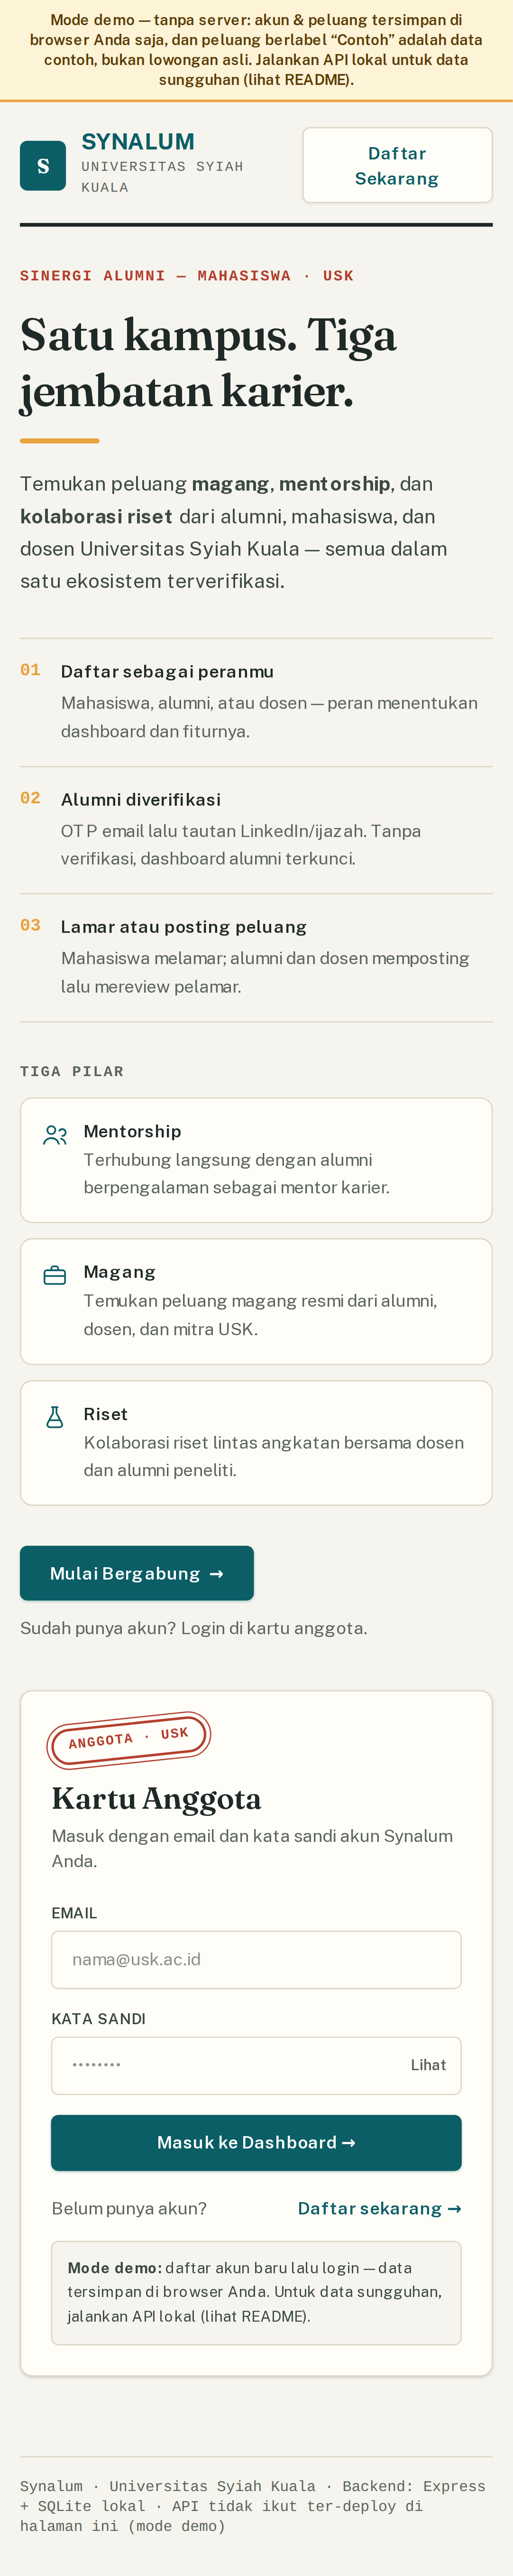 Mode demo — tanpa server: akun & peluang tersimpan di
browser Anda saja, dan peluang berlabel “Contoh” adalah data
contoh, bukan lowongan asli. Jalankan API lokal untuk data
sungguhan (lihat README).
S
SYNALUM
UNIVERSITAS SYIAH
KUALA
Daftar
Sekarang
SINERGI ALUMNI — MAHASISWA · USK
Satu kampus. Tiga
jembatan karier.
Temukan peluang magang, mentorship, dan
kolaborasi riset dari alumni, mahasiswa, dan
dosen Universitas Syiah Kuala — semua dalam
satu ekosistem terverifikasi.
01 Daftar sebagai peranmu
Mahasiswa, alumni, atau dosen — peran menentukan
dashboard dan fiturnya.
02 Alumni diverifikasi
OTP email lalu tautan LinkedIn/ijazah. Tanpa
verifikasi, dashboard alumni terkunci.
03 Lamar atau posting peluang
Mahasiswa melamar; alumni dan dosen memposting
lalu mereview pelamar.
TIGA PILAR
Mentorship
Terhubung langsung dengan alumni
berpengalaman sebagai mentor karier.
Magang
Temukan peluang magang resmi dari alumni,
dosen, dan mitra USK.
Riset
Kolaborasi riset lintas angkatan bersama dosen
dan alumni peneliti.
Mulai Bergabung →
Sudah punya akun? Login di kartu anggota.
ANGGOTA · USK
Kartu Anggota
Masuk dengan email dan kata sandi akun Synalum
Anda.
EMAIL
nama@usk.ac.id
KATA SANDI
•••••••• Lihat
Masuk ke Dashboard →
Belum punya akun? Daftar sekarang →
Mode demo: daftar akun baru lalu login — data
tersimpan di browser Anda. Untuk data sungguhan,
jalankan API lokal (lihat README).
Synalum · Universitas Syiah Kuala · Backend: Express
+ SQLite lokal · API tidak ikut ter-deploy di
halaman ini (mode demo)